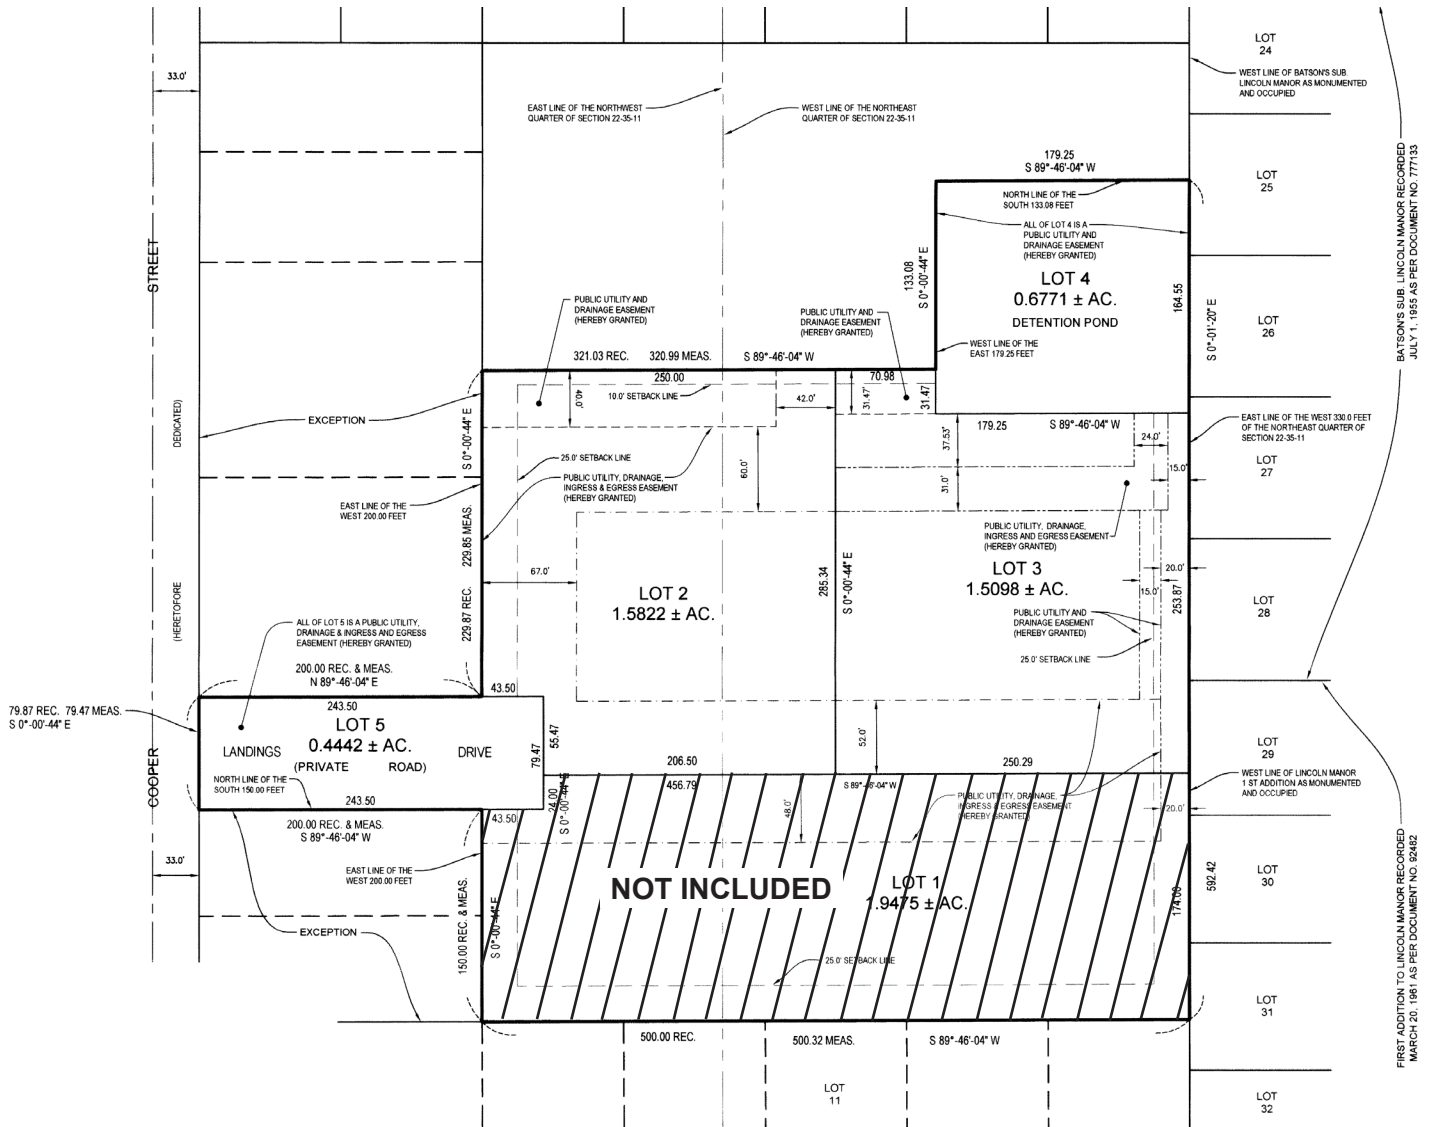 LOT
24
WEST LINE OF BATSON'S SUB.
LINCOLN MANOR AS MONUMENTED
AND OCCUPIED
33.0'
EAST LINE OF THE NORTHWEST
QUARTER OF SECTION 22-35-11
WEST LINE OF THE NORTHEAST
QUARTER OF SECTION 22-35-11
BATSON'S SUB. LINCOLN MANOR RECORDED
JULY 1, 1955 AS PER DOCUMENT NO. 777133
179.25
S 89°-46'-04" W
LOT
25
NORTH LINE OF THE
SOUTH 133.08 FEET
ALL OF LOT 4 IS A
PUBLIC UTILITY AND
DRAINAGE EASEMENT
(HEREBY GRANTED)
STREET
133.08
S 0°-00'-44" E
LOT 4
0.6771 ± AC.
DETENTION POND
164.55
S 0°-01'-20" E
LOT
26
PUBLIC UTILITY AND
DRAINAGE EASEMENT
(HEREBY GRANTED)
PUBLIC UTILITY AND
DRAINAGE EASEMENT
(HEREBY GRANTED)
WEST LINE OF THE
EAST 179.25 FEET
321.03 REC. 320.99 MEAS. S 89°-46'-04" W
250.00
70.98
10.0' SETBACK LINE
40.0'
42.0'
31.47'
31.47
EXCEPTION
DEDICATED)
S 0°-00'-44" E
179.25 S 89°-46'-04" W
EAST LINE OF THE WEST 330.0 FEET
OF THE NORTHEAST QUARTER OF
SECTION 22-35-11
LOT
27
37.53'
24.0'
15.0'
60.0'
31.0'
25.0' SETBACK LINE
PUBLIC UTILITY, DRAINAGE,
INGRESS & EGRESS EASEMENT
(HEREBY GRANTED)
EAST LINE OF THE
WEST 200.00 FEET
229.87 REC. 229.85 MEAS.
PUBLIC UTILITY, DRAINAGE,
INGRESS AND EGRESS EASEMENT
(HEREBY GRANTED)
67.0'
LOT 2
1.5822 ± AC.
285.34
S 0°-00'-44" E
LOT 3
1.5098 ± AC.
20.0'
15.0'
253.87
LOT
28
PUBLIC UTILITY AND
DRAINAGE EASEMENT
(HEREBY GRANTED)
25.0' SETBACK LINE
(HERETOFORE
ALL OF LOT 5 IS A PUBLIC UTILITY,
DRAINAGE & INGRESS AND EGRESS
EASEMENT (HEREBY GRANTED)
200.00 REC. & MEAS.
N 89°-46'-04" E
43.50
79.87 REC. 79.47 MEAS.
S 0°-00'-44" E
243.50
LOT 5
0.4442 ± AC.
LANDINGS DRIVE
(PRIVATE ROAD)
NORTH LINE OF THE
SOUTH 150.00 FEET
243.50
79.47
55.47
52.0'
LOT
29
WEST LINE OF LINCOLN MANOR
1 ST ADDITION AS MONUMENTED
AND OCCUPIED
COOPER
206.50
250.29
456.79
S 89°-46'-04" W
24.00
S 0°-00'-44" E
43.50
48.0'
PUBLIC UTILITY, DRAINAGE,
INGRESS & EGRESS EASEMENT
(HEREBY GRANTED)
20.0'
200.00 REC. & MEAS.
S 89°-46'-04" W
33.0'
EAST LINE OF THE
WEST 200.00 FEET
NOT INCLUDED
LOT 1
1.9475 ± AC.
174.00
592.42
LOT
30
150.00 REC. & MEAS.
S 0°-00'-44" E
EXCEPTION
25.0' SETBACK LINE
FIRST ADDITION TO LINCOLN MANOR RECORDED
MARCH 20, 1961 AS PER DOCUMENT NO. 92482
LOT
31
500.00 REC. 500.32 MEAS. S 89°-46'-04" W
LOT
11
LOT
32